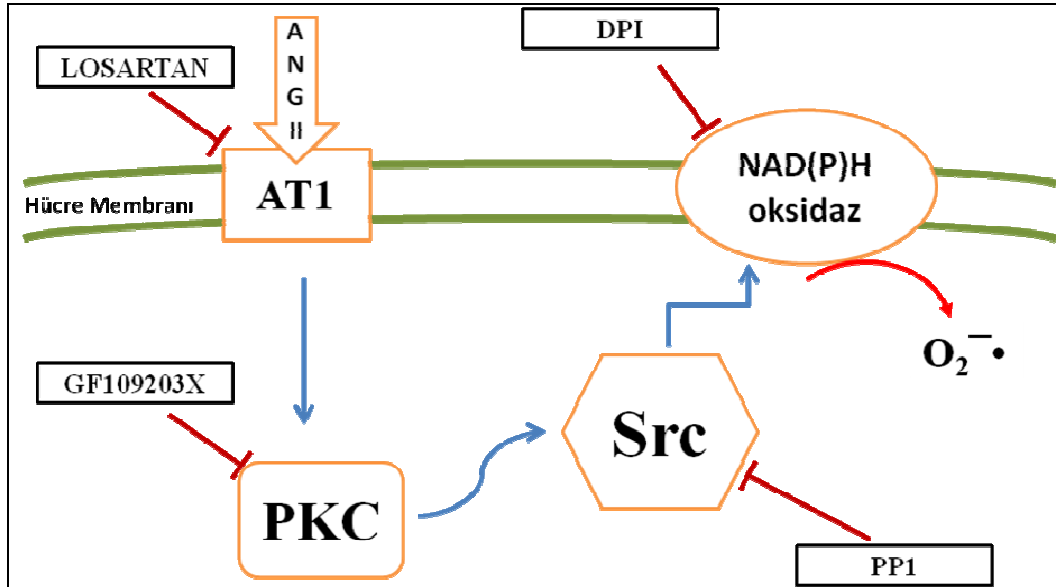 LOSARTAN
A
N
G
II
DPI
Hücre Membranı
AT1
NAD(P)H
oksidaz
O₂⁻•
GF109203X
PKC
Src
PP1